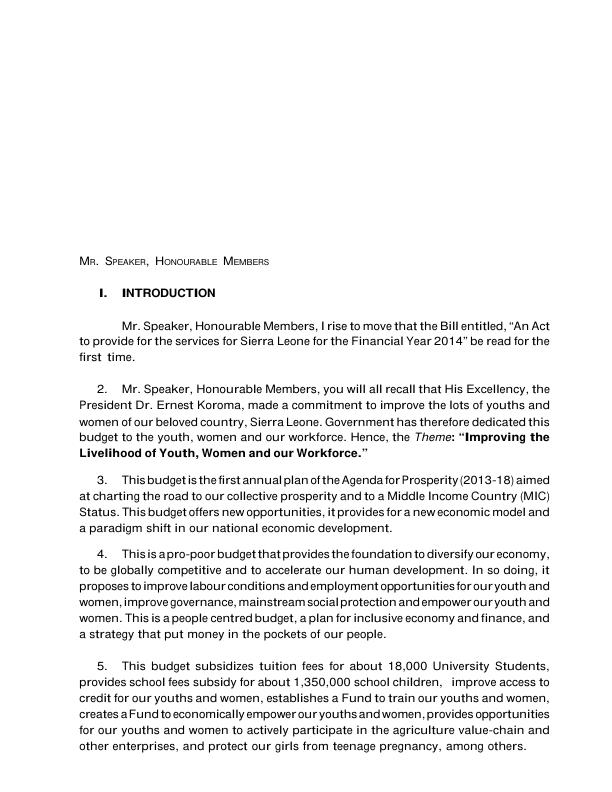 MR. SPEAKER, HONOURABLE MEMBERS
I. INTRODUCTION
Mr. Speaker, Honourable Members, I rise to move that the Bill entitled, “An Act
to provide for the services for Sierra Leone for the Financial Year 2014” be read for the
first time.
2. Mr. Speaker, Honourable Members, you will all recall that His Excellency, the
President Dr. Ernest Koroma, made a commitment to improve the lots of youths and
women of our beloved country, Sierra Leone. Government has therefore dedicated this
budget to the youth, women and our workforce. Hence, the Theme: “Improving the
Livelihood of Youth, Women and our Workforce.”
3. This budget is the first annual plan of the Agenda for Prosperity (2013-18) aimed
at charting the road to our collective prosperity and to a Middle Income Country (MIC)
Status. This budget offers new opportunities, it provides for a new economic model and
a paradigm shift in our national economic development.
4. This is a pro-poor budget that provides the foundation to diversify our economy,
to be globally competitive and to accelerate our human development. In so doing, it
proposes to improve labour conditions and employment opportunities for our youth and
women, improve governance, mainstream social protection and empower our youth and
women. This is a people centred budget, a plan for inclusive economy and finance, and
a strategy that put money in the pockets of our people.
5. This budget subsidizes tuition fees for about 18,000 University Students,
provides school fees subsidy for about 1,350,000 school children, improve access to
credit for our youths and women, establishes a Fund to train our youths and women,
creates a Fund to economically empower our youths and women, provides opportunities
for our youths and women to actively participate in the agriculture value-chain and
other enterprises, and protect our girls from teenage pregnancy, among others.